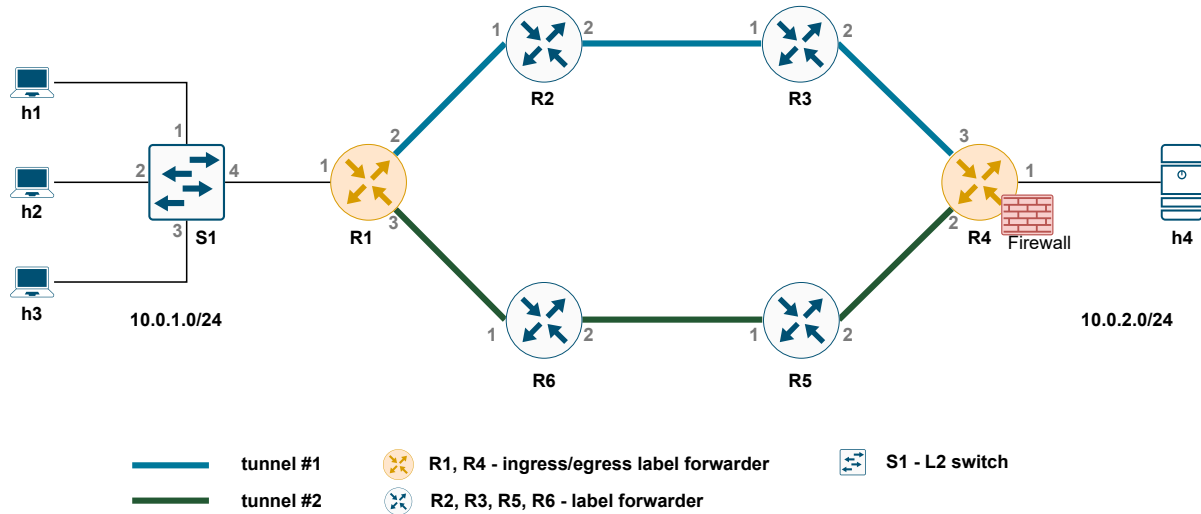 1 2 1 2
R2 R3
h1
1 2 3
2 4 1 1
h2 S1 R1 3 2 R4 Firewall h4
3
h3
10.0.1.0/24 1 2 1 2 10.0.2.0/24
R6 R5
tunnel #1 R1, R4 - ingress/egress label forwarder S1 - L2 switch
tunnel #2 R2, R3, R5, R6 - label forwarder